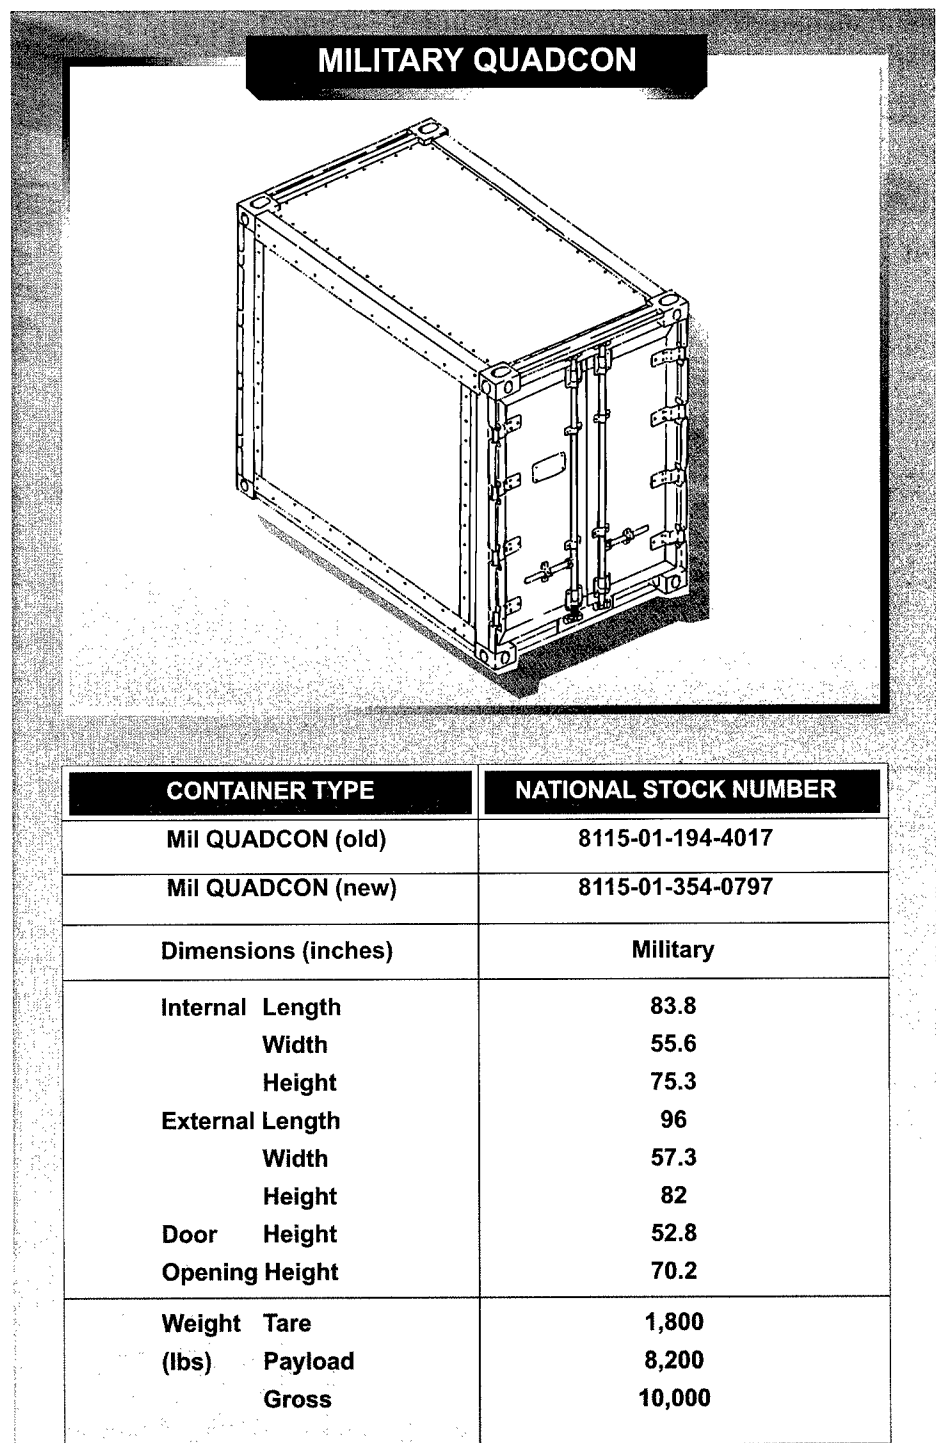 MILITARY QUADCON
CONTAINER TYPE NATIONAL STOCK NUMBER
Mil QUADCON (old) 8115-01-194-4017
Mil QUADCON (new) 8115-01-354-0797
Dimensions (inches) Military
Internal Length 83.8
Width 55.6
Height 75.3
External Length 96
Width 57.3
Height 82
Door Height 52.8
Opening Height 70.2
Weight Tare 1,800
(lbs) Payload 8,200
Gross 10,000